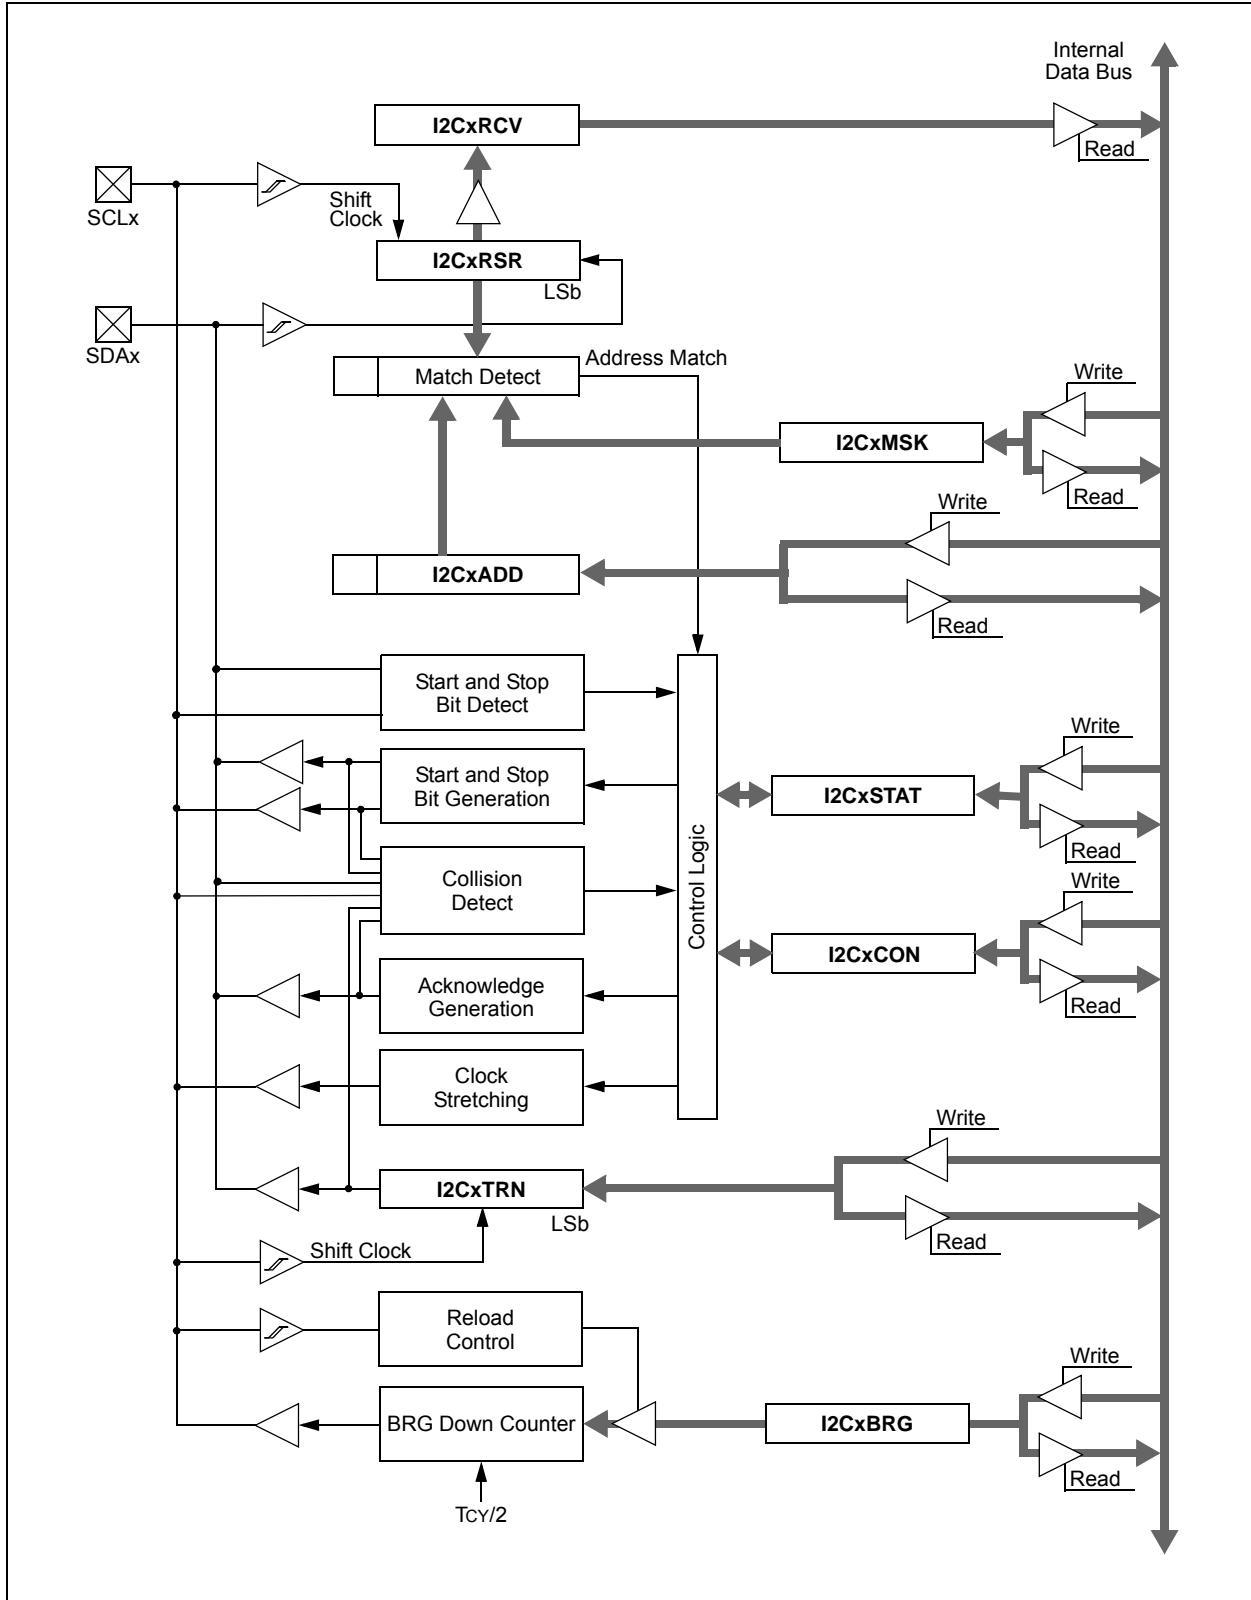 Internal
Data Bus
I2CxRCV
Read
SCLx
Shift
Clock
I2CxRSR
LSb
SDAx
Address Match
Match Detect
Write
I2CxMSK
Read
Write
I2CxADD
Read
Start and Stop
Bit Detect
Write
Start and Stop
Bit Generation
I2CxSTAT
Read
Control Logic
Collision
Detect
Write
I2CxCON
Read
Acknowledge
Generation
Clock
Stretching
Write
I2CxTRN
LSb
Read
Shift Clock
Reload
Control
Write
BRG Down Counter
I2CxBRG
Read
TCY/2